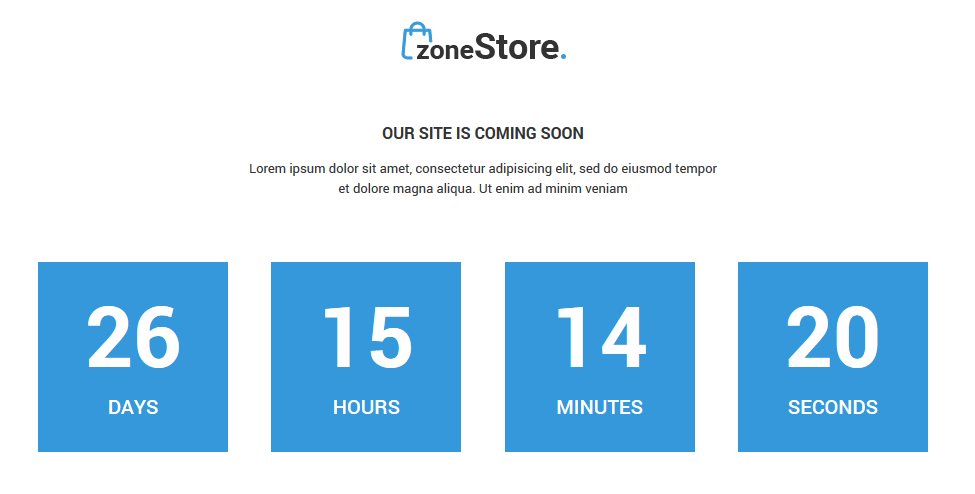 zoneStore.
OUR SITE IS COMING SOON
Lorem ipsum dolor sit amet, consectetur adipisicing elit, sed do eiusmod tempor
et dolore magna aliqua. Ut enim ad minim veniam
26 15 14 20
DAYS HOURS MINUTES SECONDS